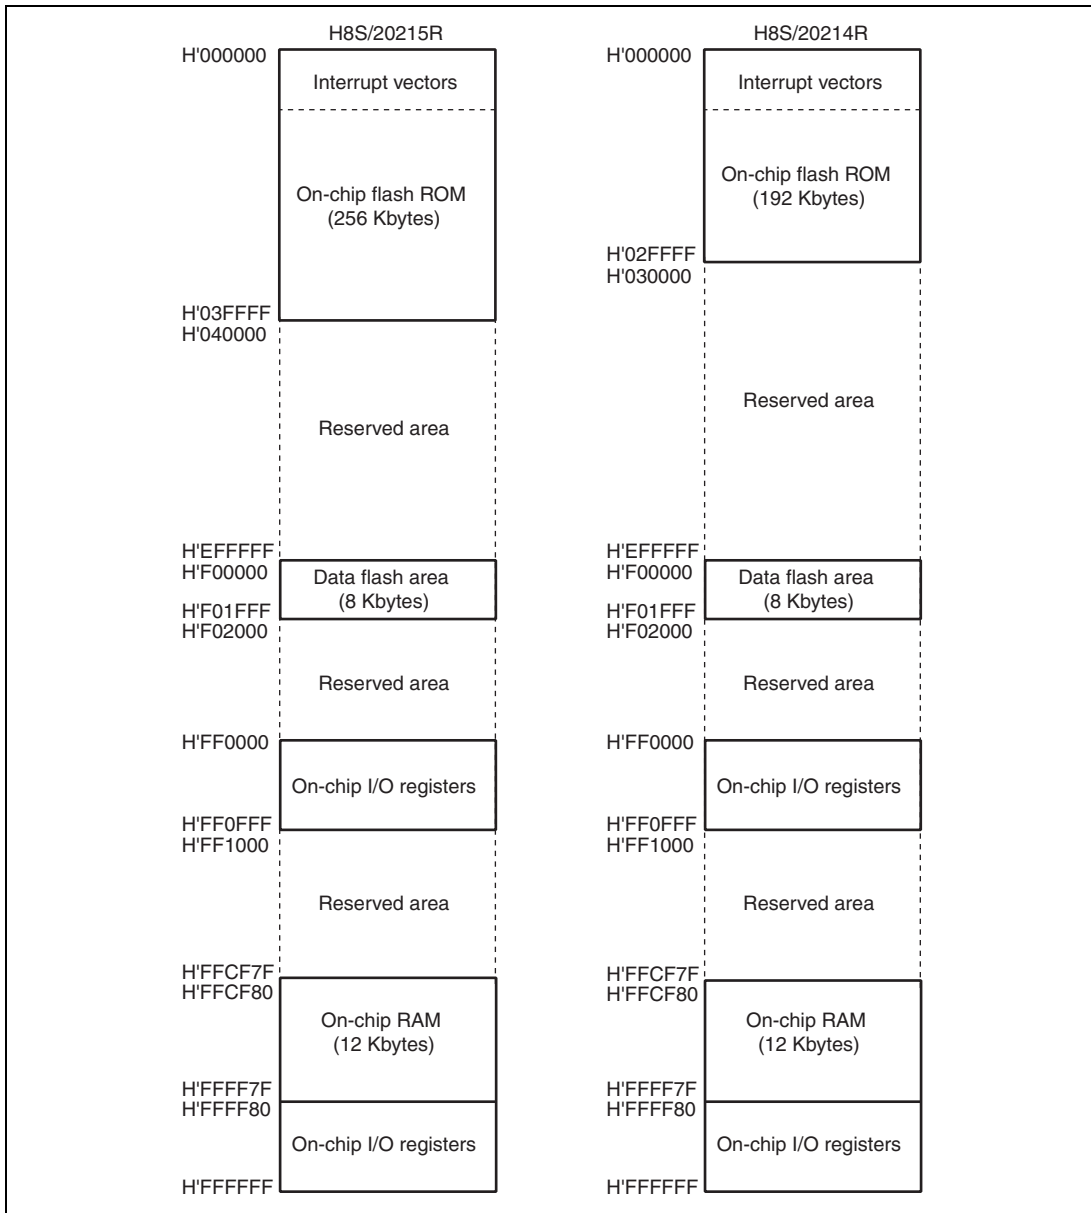 H8S/20215R
H'000000
Interrupt vectors
On-chip flash ROM
(256 Kbytes)
H'03FFFF
H'040000
Reserved area
H'EFFFFF
H'F00000
Data flash area
(8 Kbytes)
H'F01FFF
H'F02000
Reserved area
H'FF0000
On-chip I/O registers
H'FF0FFF
H'FF1000
Reserved area
H'FFCF7F
H'FFCF80
On-chip RAM
(12 Kbytes)
H'FFFF7F
H'FFFF80
On-chip I/O registers
H'FFFFFF
H8S/20214R
H'000000
Interrupt vectors
On-chip flash ROM
(192 Kbytes)
H'02FFFF
H'030000
Reserved area
H'EFFFFF
H'F00000
Data flash area
(8 Kbytes)
H'F01FFF
H'F02000
Reserved area
H'FF0000
On-chip I/O registers
H'FF0FFF
H'FF1000
Reserved area
H'FFCF7F
H'FFCF80
On-chip RAM
(12 Kbytes)
H'FFFF7F
H'FFFF80
On-chip I/O registers
H'FFFFFF